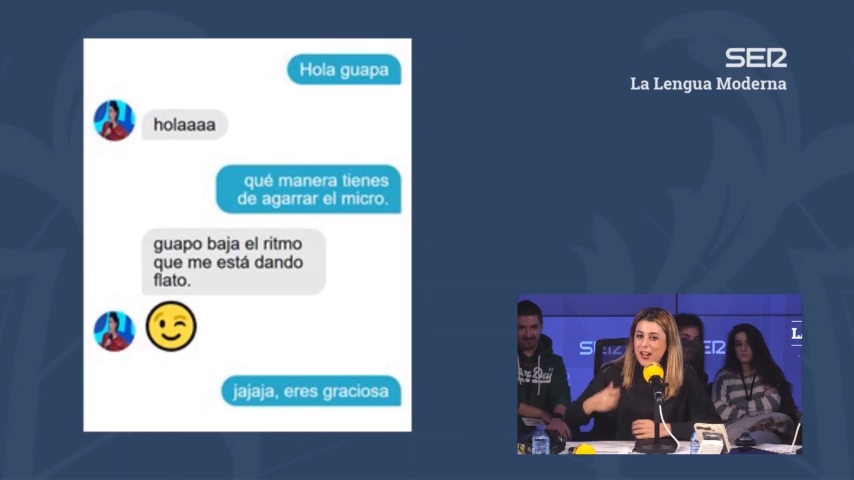 Hola guapa
holaaaa
qué manera tienes
de agarrar el micro.
guapo baja el ritmo
que me está dando
flato.
jajaja, eres graciosa
SER
La Lengua Moderna